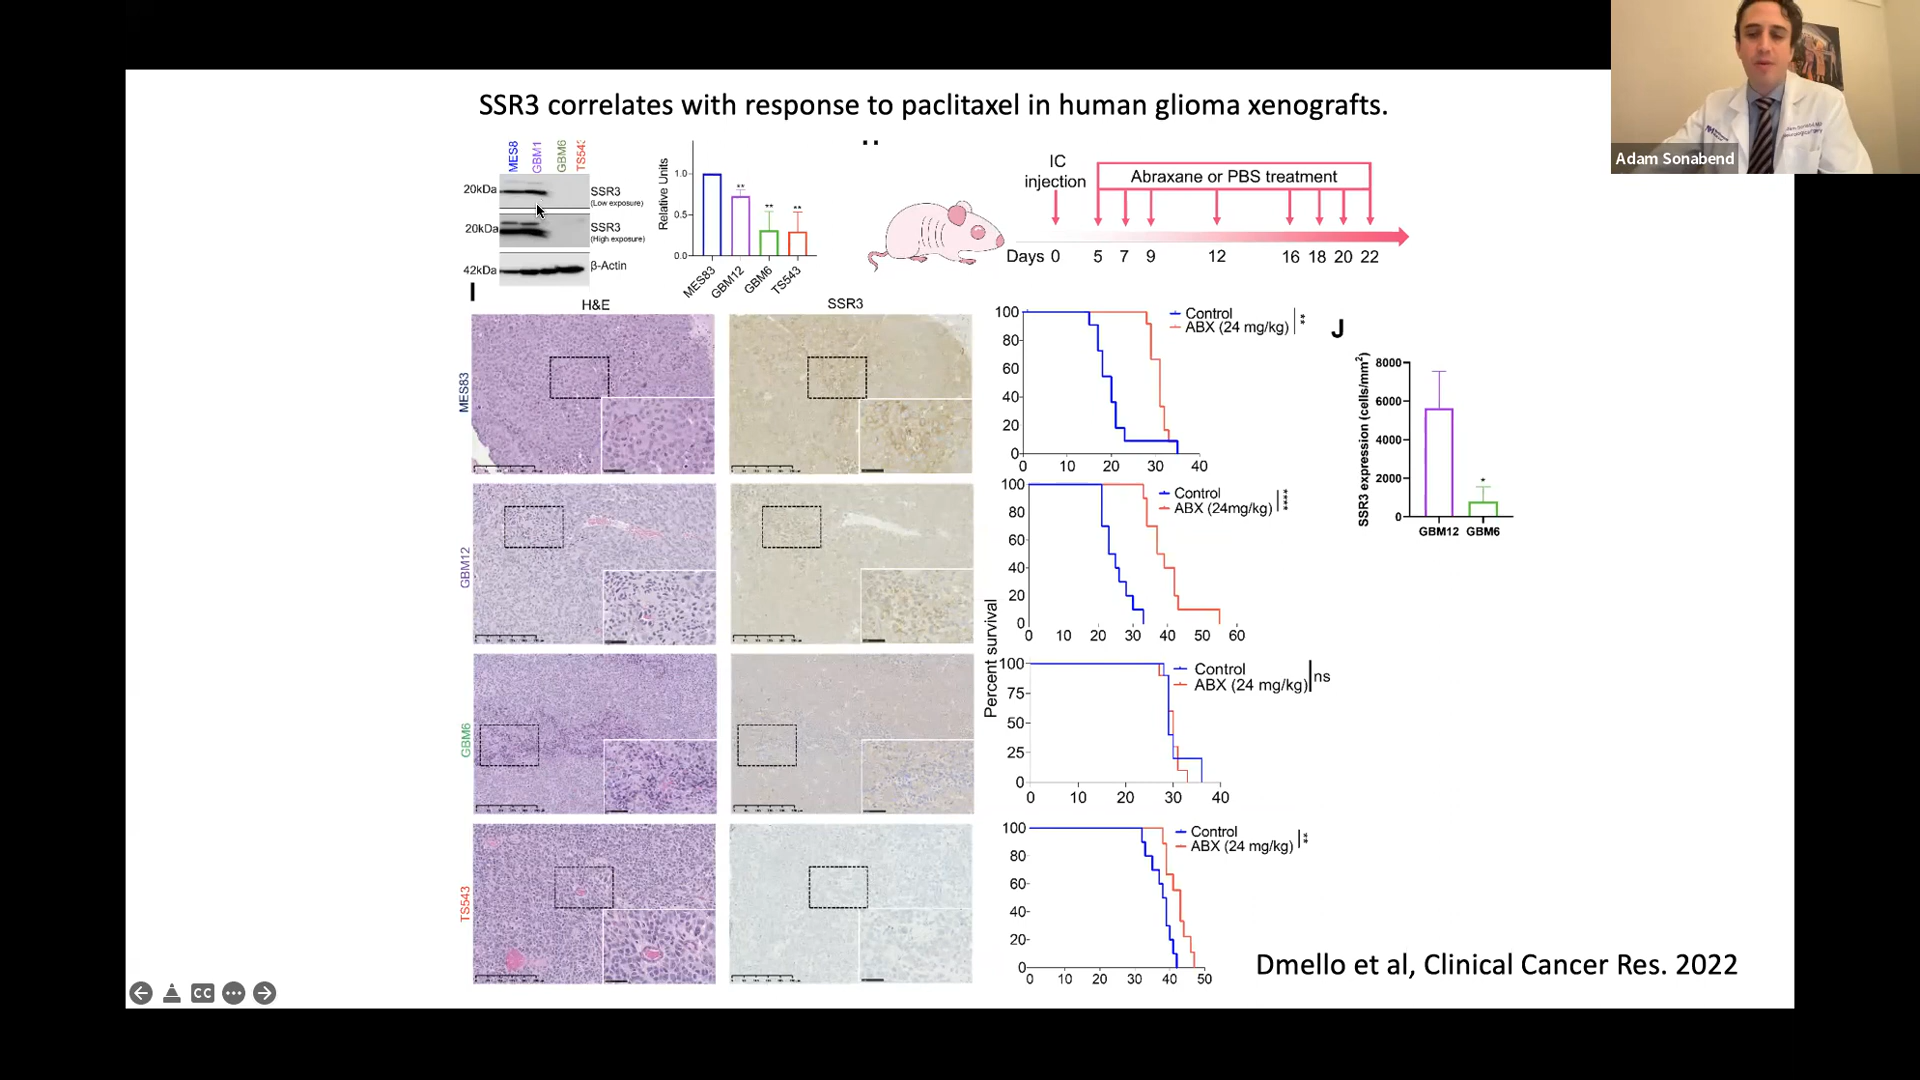 SSR3 correlates with response to paclitaxel in human glioma xenografts.
Adam Sonabend
MES8
GBM1
GBM6
TS543
20kDa
SSR3
(Low exposure)
20kDa
SSR3
(High exposure)
42kDa
β-Actin
Relative Units
1.0
0.5
0.0
**
**
**
MES83
GBM12
GBM6
TS543
IC
injection
Abraxane or PBS treatment
Days 0 5 7 9 12 16 18 20 22
I
H&E
SSR3
MES83
GBM12
GBM6
TS543
Percent survival
100
80
60
40
20
0
0 10 20 30 40
Control
ABX (24 mg/kg)
**
100
80
60
40
20
0
0 10 20 30 40 50 60
Control
ABX (24mg/kg)
****
100
75
50
25
0
0 10 20 30 40
Control
ABX (24 mg/kg)
ns
100
80
60
40
20
0
0 10 20 30 40 50
Control
ABX (24 mg/kg)
**
J
SSR3 expression (cells/mm²)
8000
6000
4000
2000
0
*
GBM12 GBM6
Dmello et al, Clinical Cancer Res. 2022
CC